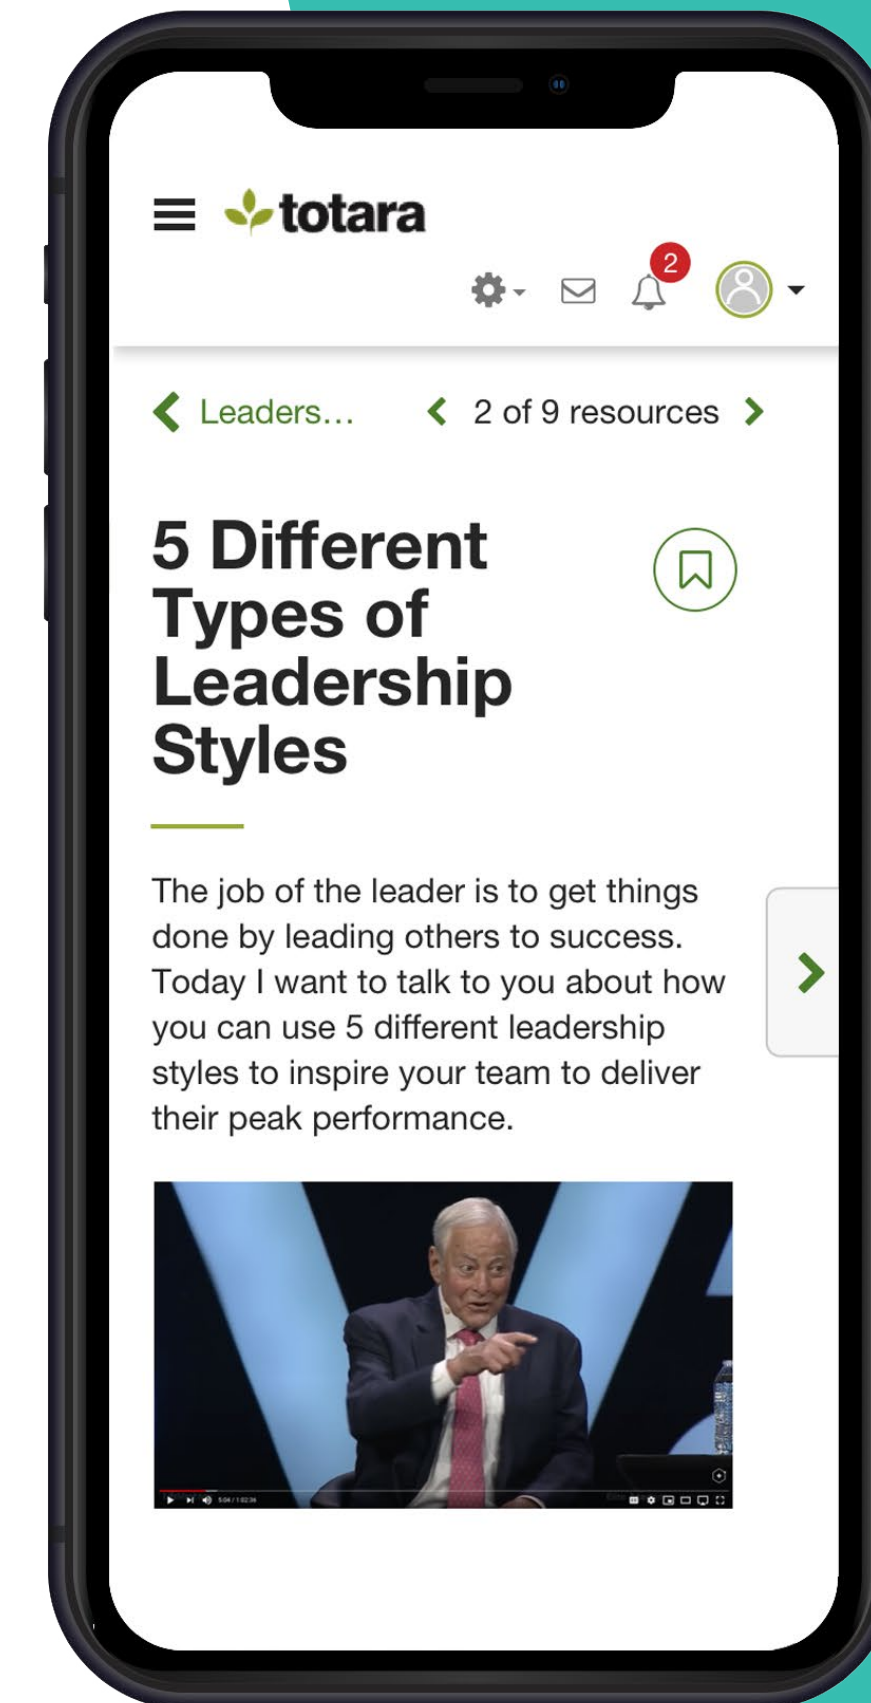 totara
2
Leaders...
2 of 9 resources
5 Different
Types of
Leadership
Styles
The job of the leader is to get things
done by leading others to success.
Today I want to talk to you about how
you can use 5 different leadership
styles to inspire your team to deliver
their peak performance.